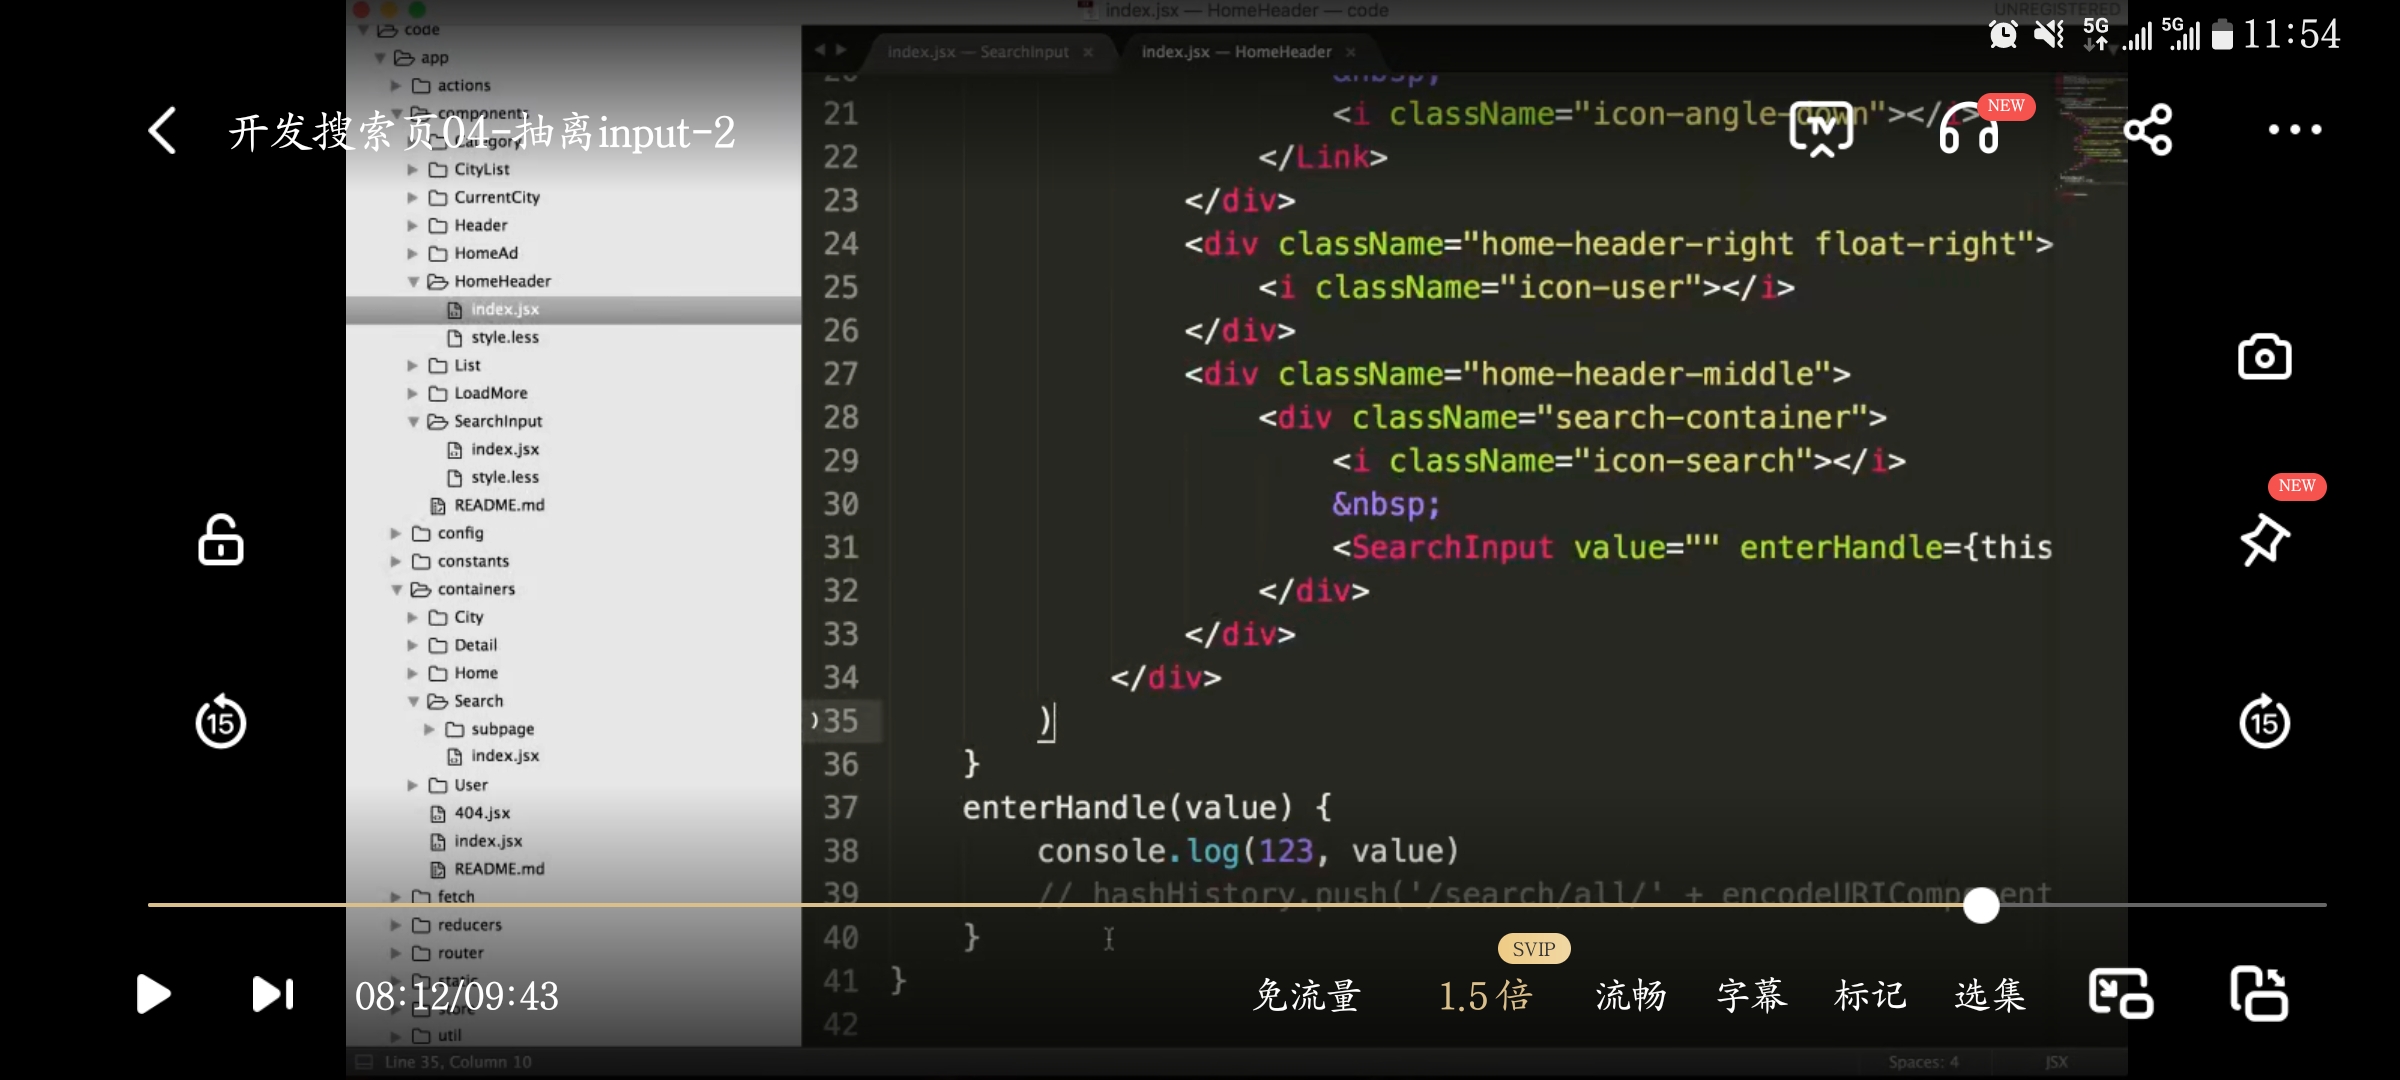 index.jsx — HomeHeader — code
UNREGISTERED
5G
5G
11:54
开发搜索页04-抽离input-2
NEW
code
app
actions
components
Category
CityList
CurrentCity
Header
HomeAd
HomeHeader
index.jsx
style.less
List
LoadMore
SearchInput
index.jsx
style.less
README.md
config
constants
containers
City
Detail
Home
Search
subpage
index.jsx
User
404.jsx
index.jsx
README.md
fetch
reducers
router
static
store
util
index.jsx — SearchInput ×
index.jsx — HomeHeader ×
20 &nbsp;
21 <i className="icon-angle-down"></i>
22 </Link>
23 </div>
24 <div className="home-header-right float-right">
25 <i className="icon-user"></i>
26 </div>
27 <div className="home-header-middle">
28 <div className="search-container">
29 <i className="icon-search"></i>
30 &nbsp;
31 <SearchInput value="" enterHandle={this
32 </div>
33 </div>
34 </div>
35 )
36 }
37 enterHandle(value) {
38 console.log(123, value)
39 // hashHistory.push('/search/all/' + encodeURIComponent
40 }
41 }
42
NEW
15
15
SVIP
08:12/09:43
免流量
1.5倍
流畅
字幕
标记
选集
Line 35, Column 10
Spaces: 4
JSX